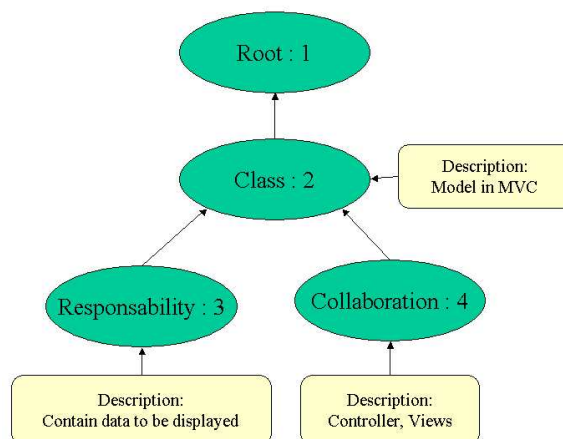 Root : 1
Class : 2
Description:
Model in MVC
Responsability : 3
Collaboration : 4
Description:
Contain data to be displayed
Description:
Controller, Views